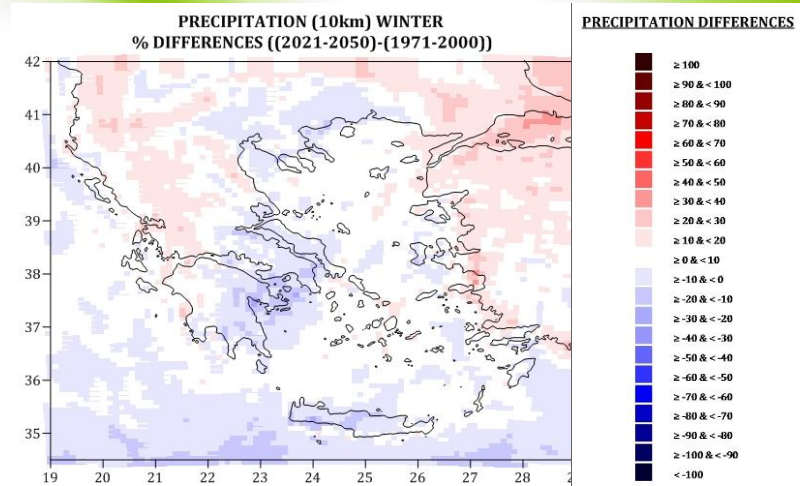 PRECIPITATION (10km) WINTER
% DIFFERENCES ((2021-2050)-(1971-2000))
42
41
40
39
38
37
36
35
19 20 21 22 23 24 25 26 27 28 2
PRECIPITATION DIFFERENCES
≥ 100
≥ 90 & < 100
≥ 80 & < 90
≥ 70 & < 80
≥ 60 & < 70
≥ 50 & < 60
≥ 40 & < 50
≥ 30 & < 40
≥ 20 & < 30
≥ 10 & < 20
≥ 0 & < 10
≥ -10 & < 0
≥ -20 & < -10
≥ -30 & < -20
≥ -40 & < -30
≥ -50 & < -40
≥ -60 & < -50
≥ -70 & < -60
≥ -80 & < -70
≥ -90 & < -80
≥ -100 & < -90
< -100